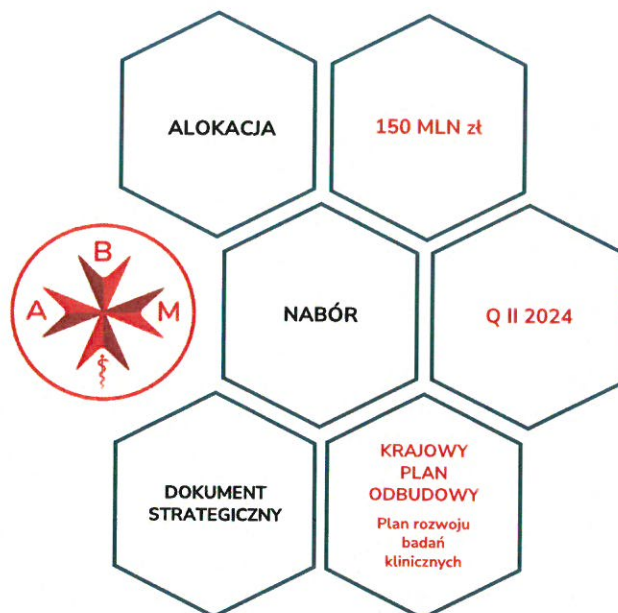 ALOKACJA
150 MLN zł
B
A
M
NABÓR
Q II 2024
DOKUMENT
STRATEGICZNY
KRAJOWY
PLAN
ODBUDOWY
Plan rozwoju
badań
klinicznych